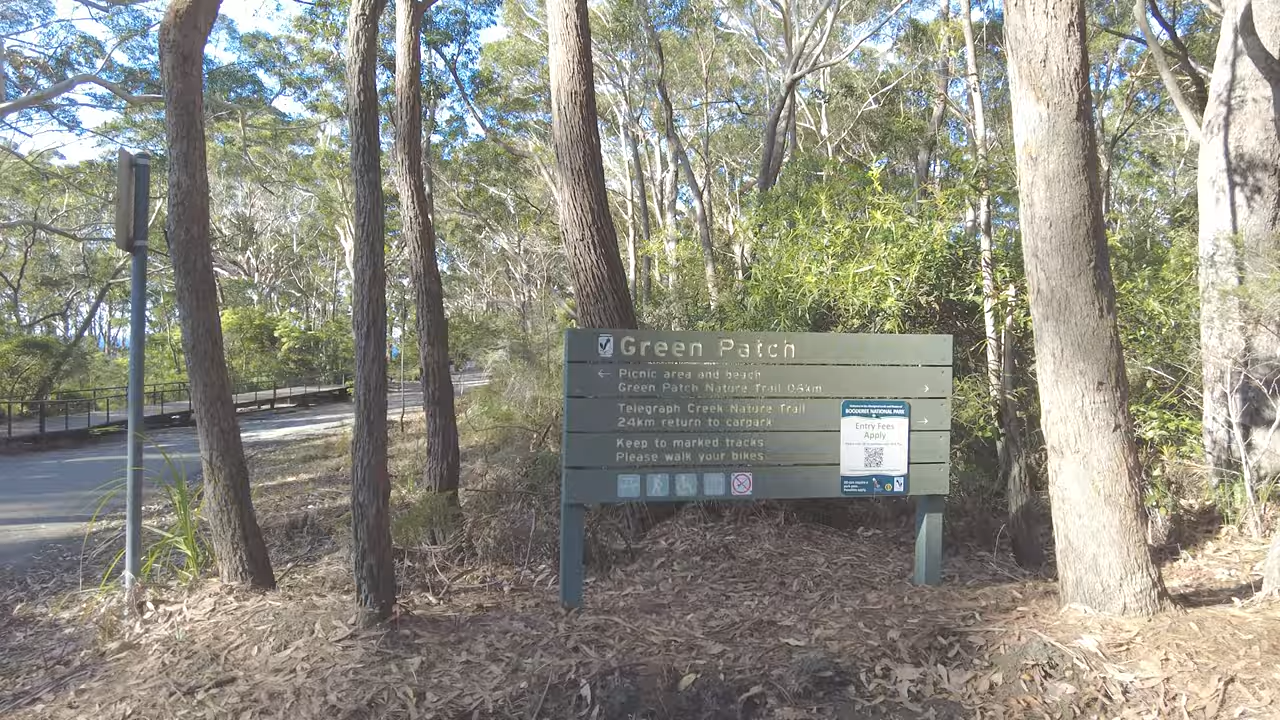 Green Patch
Picnic area and beach
Green Patch Nature Trail 0.6km
Telegraph Creek Nature Trail
2.4km return to carpark
Keep to marked tracks
Please walk your bikes
BOODEREE NATIONAL PARK
Entry Fees
Apply